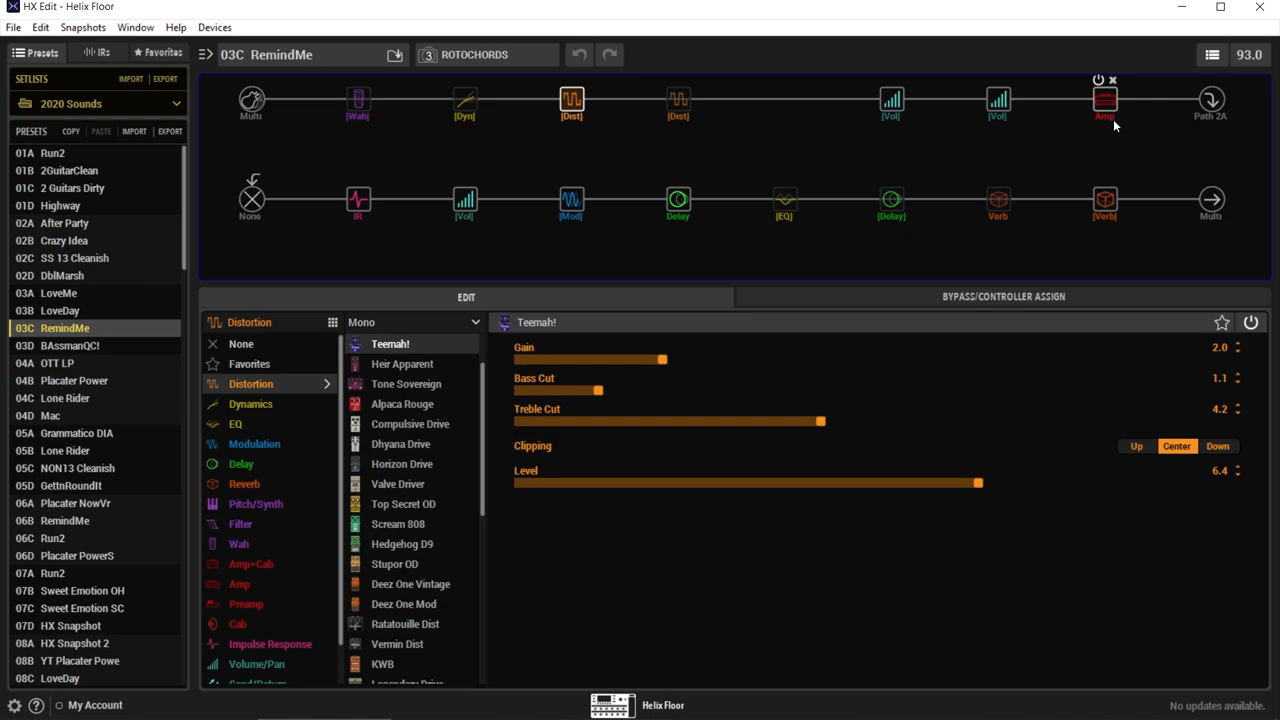 HX Edit - Helix Floor
File Edit Snapshots Window Help Devices
Presets IRs Favorites
03C RemindMe
3 ROTOCHORDS
93.0
SETLISTS IMPORT EXPORT
2020 Sounds
PRESETS COPY PASTE IMPORT EXPORT
01A Run2
01B 2GuitarClean
01C 2 Guitars Dirty
01D Highway
02A After Party
02B Crazy Idea
02C SS 13 Cleanish
02D DblMarsh
03A LoveMe
03B LoveDay
03C RemindMe
03D BAssmanQC!
04A OTT LP
04B Placater Power
04C Lone Rider
04D Mac
05A Grammatico DIA
05B Lone Rider
05C NON13 Cleanish
05D GettnRoundIt
06A Placater NowVr
06B RemindMe
06C Run2
06D Placater PowerS
07A Run2
07B Sweet Emotion OH
07C Sweet Emotion SC
07D HX Snapshot
08A HX Snapshot 2
08B YT Placater Powe
08C LoveDay
Multi [Wah] [Dyn] [Dist] [Dist] [Vol] [Vol] Amp Path 2A
None IR [Vol] [Mod] Delay [EQ] [Delay] Verb [Verb] Multi
EDIT BYPASS/CONTROLLER ASSIGN
Distortion
None
Favorites
Distortion
Dynamics
EQ
Modulation
Delay
Reverb
Pitch/Synth
Filter
Wah
Amp+Cab
Amp
Preamp
Cab
Impulse Response
Volume/Pan
Send/Return
Mono
Teemah!
Heir Apparent
Tone Sovereign
Alpaca Rouge
Compulsive Drive
Dhyana Drive
Horizon Drive
Valve Driver
Top Secret OD
Scream 808
Hedgehog D9
Stupor OD
Deez One Vintage
Deez One Mod
Ratatouille Dist
Vermin Dist
KWB
Legendary Drive
Teemah!
Gain 2.0
Bass Cut 1.1
Treble Cut 4.2
Clipping Up Center Down
Level 6.4
My Account
Helix Floor
No updates available.